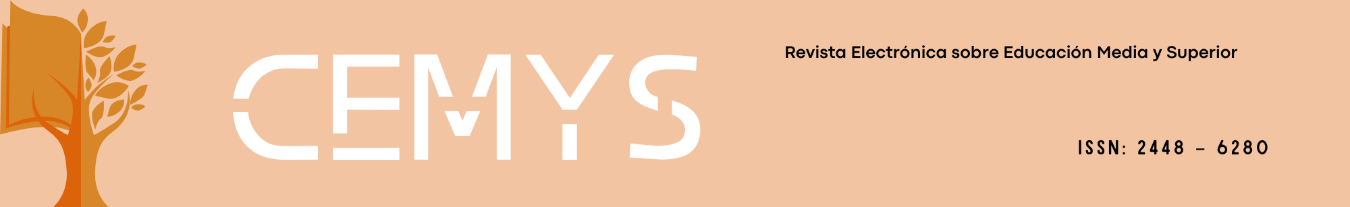 CEMYS
Revista Electrónica sobre Educación Media y Superior
ISSN: 2448 – 6280